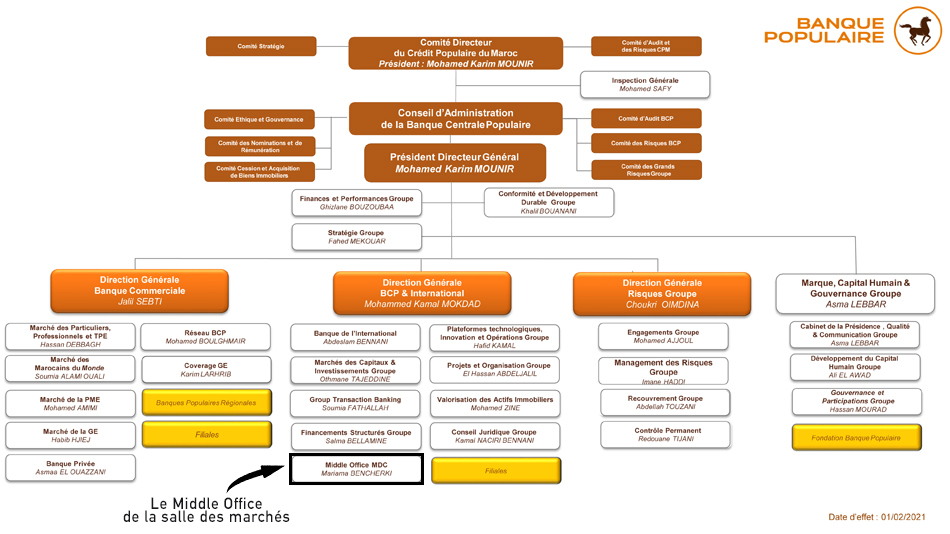 BANQUE
POPULAIRE
Comité Stratégie
Comité Directeur
du Crédit Populaire du Maroc
Président : Mohamed Karim MOUNIR
Comité d'Audit et
des Risques CPM
Inspection Générale
Mohamed SAFY
Comité Ethique et Gouvernance
Conseil d'Administration
de la Banque Centrale Populaire
Comité d'Audit BCP
Comité des Nominations et de
Rémunération
Comité des Risques BCP
Comité Cession et Acquisition
de Biens Immobiliers
Président Directeur Général
Mohamed Karim MOUNIR
Comité des Grands
Risques Groupe
Finances et Performances Groupe
Ghizlane BOUZOUBAA
Conformité et Développement
Durable Groupe
Khalil BOUANANI
Stratégie Groupe
Fahed MEKOUAR
Direction Générale
Banque Commerciale
Jalil SEBTI
Direction Générale
BCP & International
Mohammed Kamal MOKDAD
Direction Générale
Risques Groupe
Choukri OIMDINA
Marque, Capital Humain &
Gouvernance Groupe
Asma LEBBAR
Marché des Particuliers,
Professionnels et TPE
Hassan DEBBAGH
Réseau BCP
Mohamed BOULGHMAIR
Banque de l'International
Abdeslam BENNANI
Plateformes technologiques,
Innovation et Opérations Groupe
Hafid KAMAL
Engagements Groupe
Mohamed AJJOUL
Cabinet de la Présidence , Qualité
& Communication Groupe
Asma LEBBAR
Marché des
Marocains du Monde
Soumia ALAMI OUALI
Coverage GE
Karim LARHRIB
Marchés des Capitaux &
Investissements Groupe
Othmane TAJEDDINE
Projets et Organisation Groupe
El Hassan ABDELJALIL
Management des Risques
Groupe
Imane HADDI
Développement du Capital
Humain Groupe
Ali EL AWAD
Marché de la PME
Mohamed AMIMI
Banques Populaires Régionales
Group Transaction Banking
Soumia FATHALLAH
Valorisation des Actifs Immobiliers
Mohamed ZINE
Recouvrement Groupe
Abdellah TOUZANI
Gouvernance et
Participations Groupe
Hassan MOURAD
Marché de la GE
Habib HJIEJ
Filiales
Financements Structurés Groupe
Salma BELLAMINE
Conseil Juridique Groupe
Kamal NACIRI BENNANI
Contrôle Permanent
Redouane TIJANI
Fondation Banque Populaire
Banque Privée
Asmaa EL OUAZZANI
Middle Office MDC
Mariama BENCHERKI
Filiales
Le Middle Office
de la salle des marchés
Date d'effet : 01/02/2021